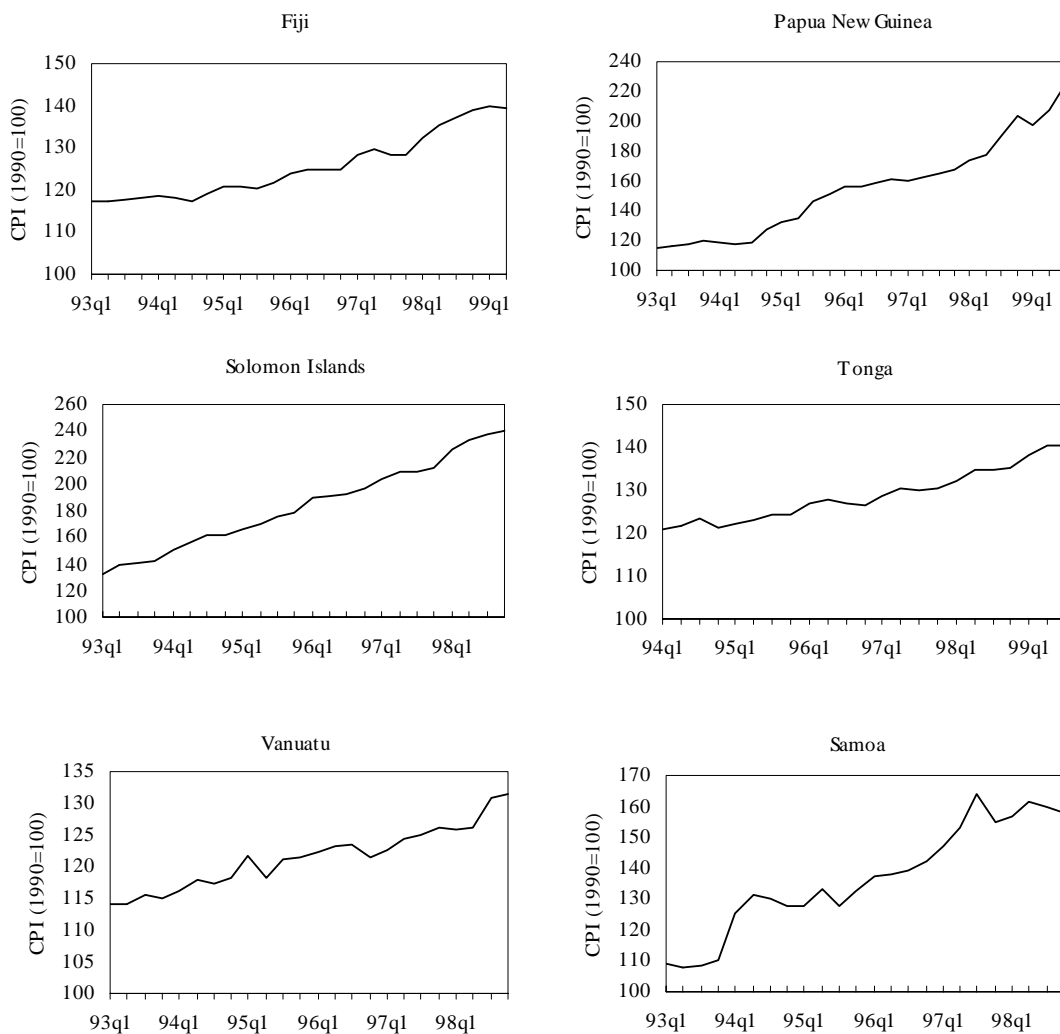 Fiji
CPI (1990=100)
150
140
130
120
110
100
93q1 94q1 95q1 96q1 97q1 98q1 99q1
Papua New Guinea
CPI (1990=100)
240
220
200
180
160
140
120
100
93q1 94q1 95q1 96q1 97q1 98q1 99q1
Solomon Islands
CPI (1990=100)
260
240
220
200
180
160
140
120
100
93q1 94q1 95q1 96q1 97q1 98q1
Tonga
CPI (1990=100)
150
140
130
120
110
100
94q1 95q1 96q1 97q1 98q1 99q1
Vanuatu
CPI (1990=100)
135
130
125
120
115
110
105
100
93q1 94q1 95q1 96q1 97q1 98q1
Samoa
CPI (1990=100)
170
160
150
140
130
120
110
100
93q1 94q1 95q1 96q1 97q1 98q1